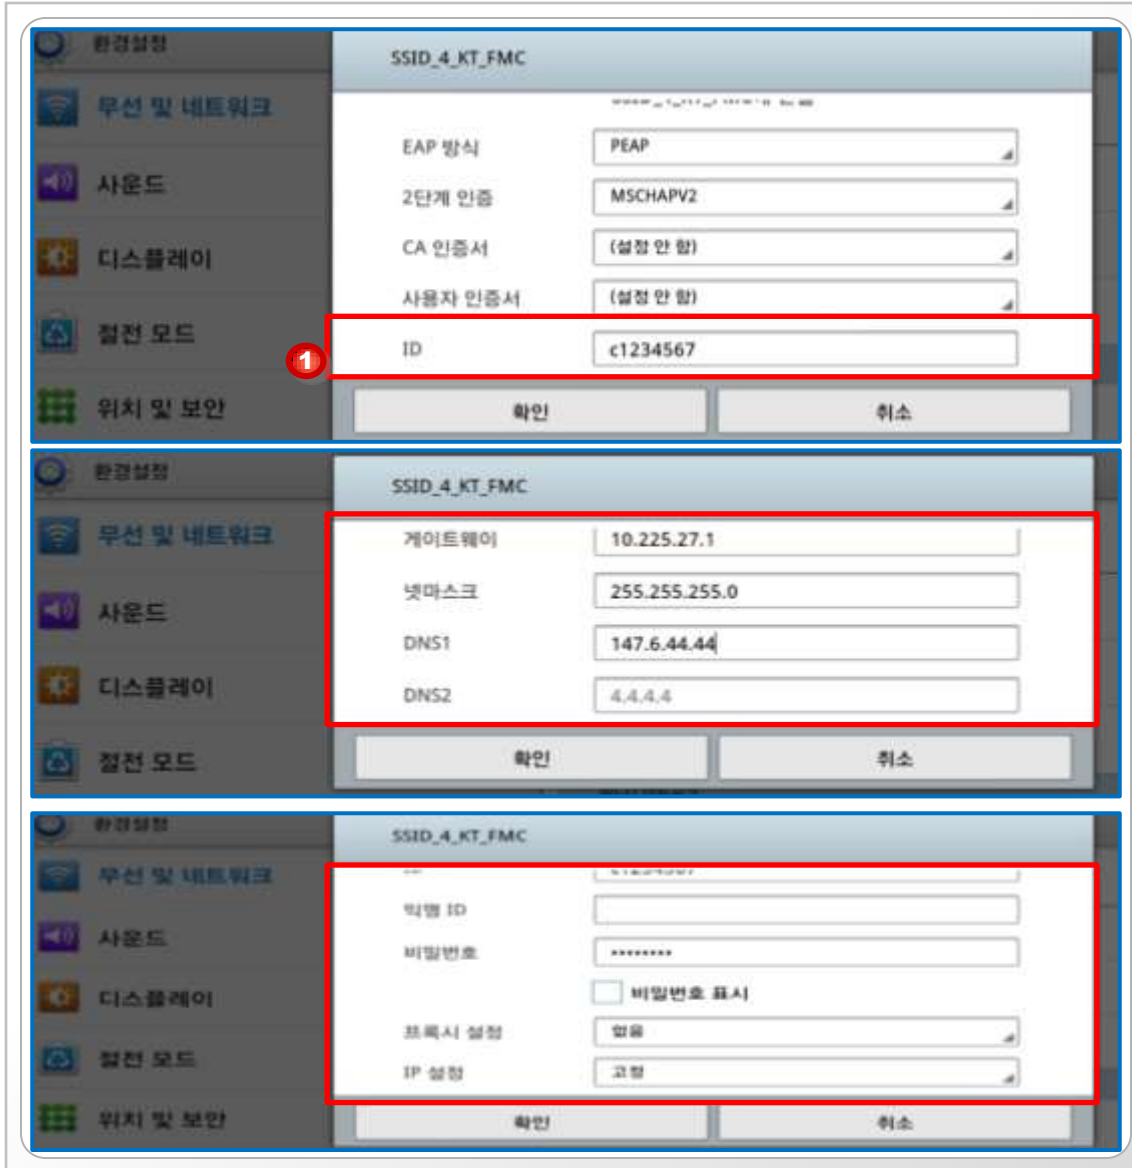 환경설정
SSID_4_KT_FMC
무선 및 네트워크
EAP 방식
PEAP
사운드
2단계 인증
MSCHAPV2
디스플레이
CA 인증서
(설정 안 함)
사용자 인증서
(설정 안 함)
절전 모드
1
ID
c1234567
위치 및 보안
확인
취소
환경설정
SSID_4_KT_FMC
무선 및 네트워크
게이트웨이
10.225.27.1
넷마스크
255.255.255.0
사운드
DNS1
147.6.44.44
디스플레이
DNS2
4.4.4.4
절전 모드
확인
취소
환경설정
SSID_4_KT_FMC
무선 및 네트워크
c1234567
익명 ID
사운드
비밀번호
••••••••
비밀번호 표시
디스플레이
프록시 설정
없음
절전 모드
IP 설정
고정
위치 및 보안
확인
취소